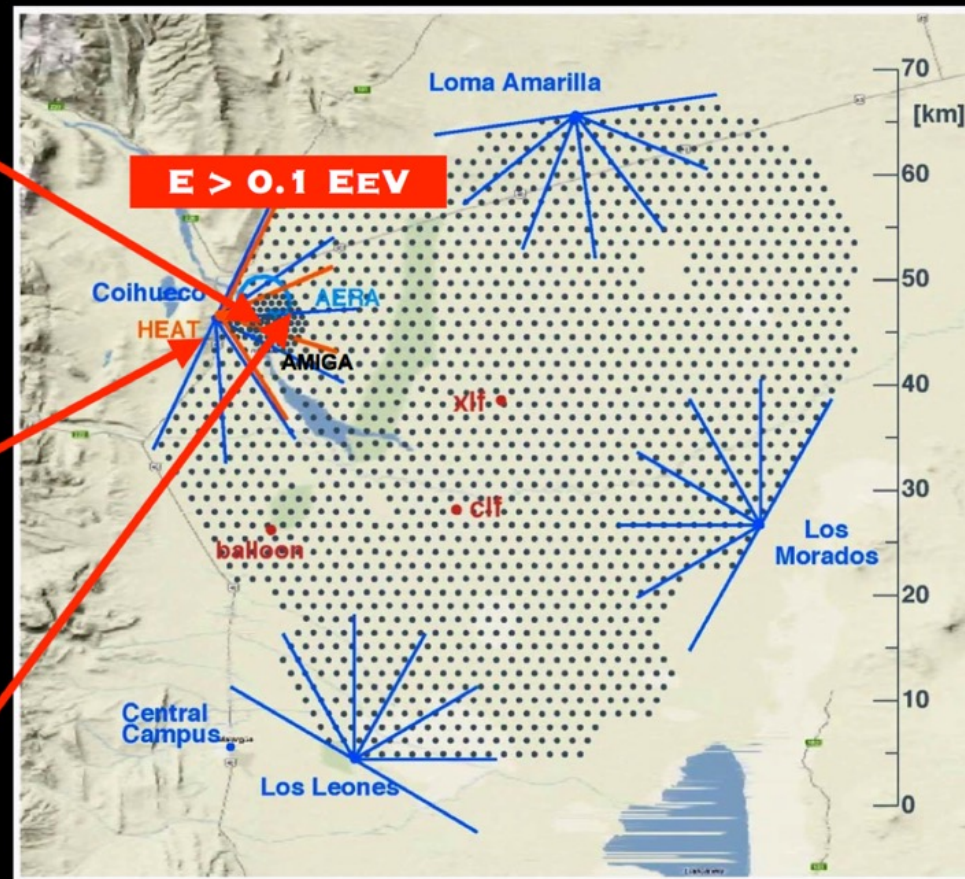 Loma Amarilla
70
[km]
E > 0.1 EeV
60
50
Coihueco
AERA
HEAT
AMIGA
40
xlf
clf
30
Los
Morados
balloon
20
10
Central
Campus
Los Leones
0